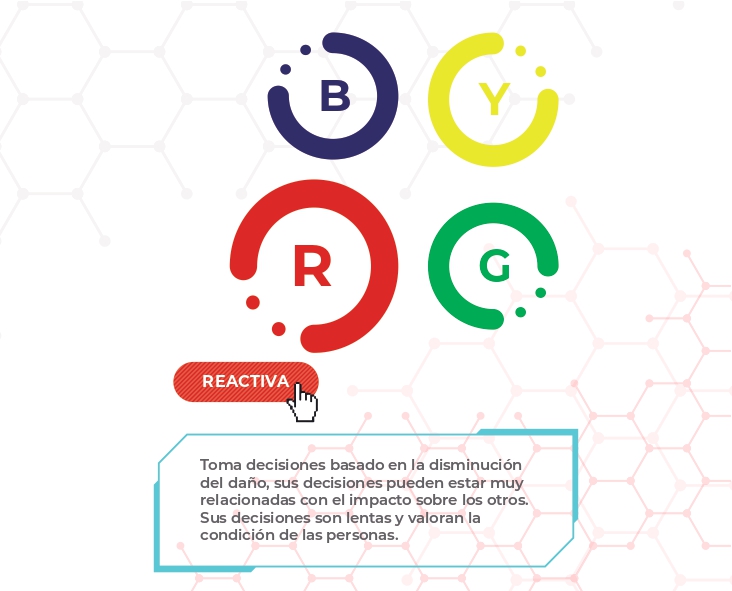 B
Y
R
G
REACTIVA
Toma decisiones basado en la disminución
del daño, sus decisiones pueden estar muy
relacionadas con el impacto sobre los otros.
Sus decisiones son lentas y valoran la
condición de las personas.